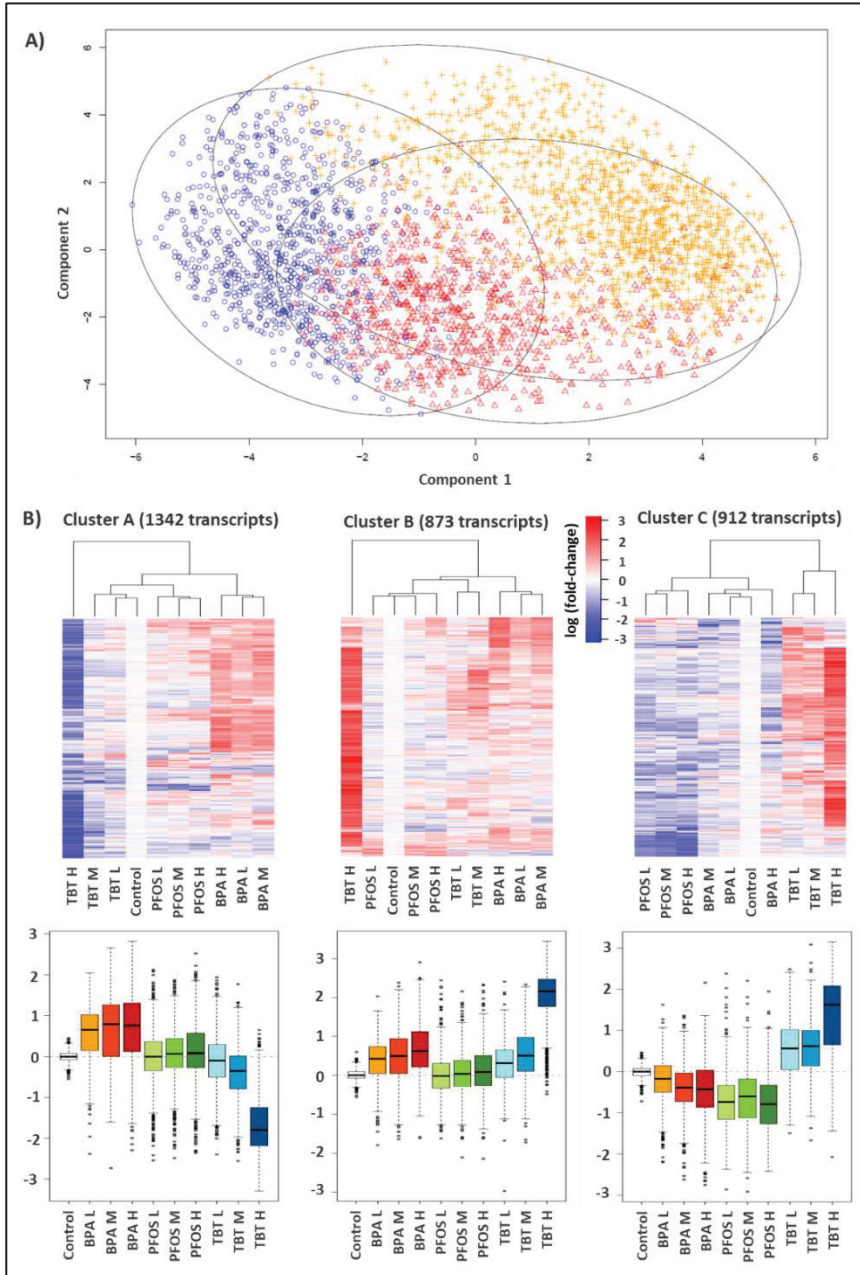 A)
6
4
2
0
−2
−4
Component 2
−6 −4 −2 0 2 4 6
Component 1
B)
Cluster A (1342 transcripts) Cluster B (873 transcripts) Cluster C (912 transcripts)
log (fold-change)
3
2
1
0
-1
-2
-3
TBT H TBT M TBT L Control PFOS L PFOS M PFOS H BPA H BPA L BPA M
TBT H PFOS L Control PFOS M PFOS H TBT L TBT M BPA H BPA L BPA M
PFOS L PFOS M PFOS H BPA M BPA L Control BPA H TBT L TBT M TBT H
3
2
1
0
-1
-2
-3
Control BPA L BPA M BPA H PFOS L PFOS M PFOS H TBT L TBT M TBT H
3
2
1
0
-1
-2
-3
Control BPA L BPA M BPA H PFOS L PFOS M PFOS H TBT L TBT M TBT H
3
2
1
0
-1
-2
-3
Control BPA L BPA M BPA H PFOS L PFOS M PFOS H TBT L TBT M TBT H